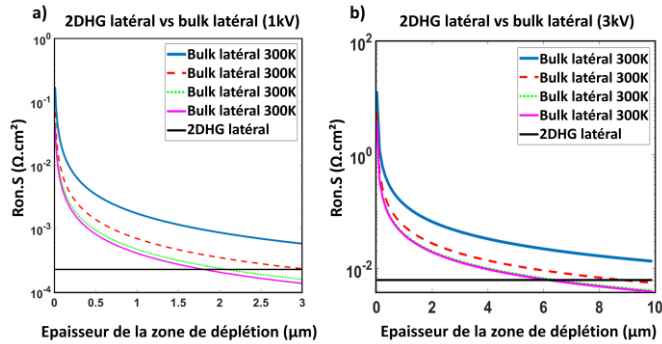 a)
2DHG latéral vs bulk latéral (1kV)
Ron.S (Ω.cm²)
10^0
10^-1
10^-2
10^-3
10^-4
Bulk latéral 300K
Bulk latéral 300K
Bulk latéral 300K
Bulk latéral 300K
2DHG latéral
0
0.5
1
1.5
2
2.5
3
Epaisseur de la zone de déplétion (µm)
b)
2DHG latéral vs bulk latéral (3kV)
Ron.S (Ω.cm²)
10^2
10^0
10^-2
Bulk latéral 300K
Bulk latéral 300K
Bulk latéral 300K
Bulk latéral 300K
2DHG latéral
0
2
4
6
8
10
Epaisseur de la zone de déplétion (µm)